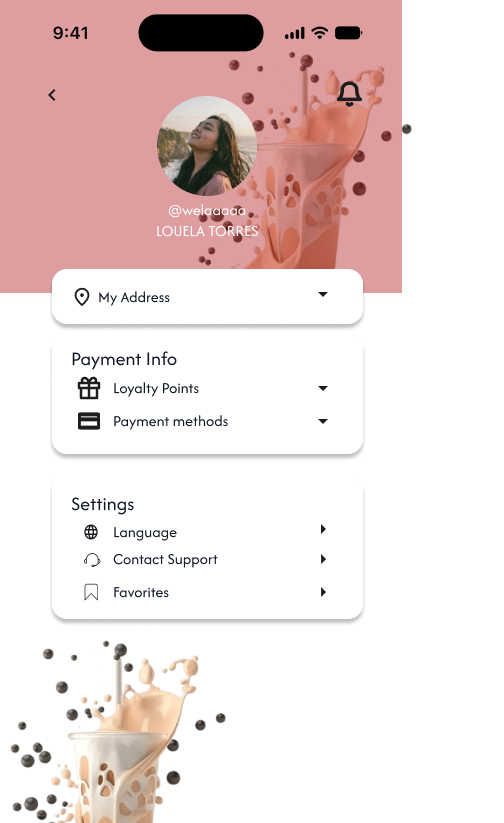 9:41
@welaaaaa
LOUELA TORRES
My Address
Payment Info
Loyalty Points
Payment methods
Settings
Language
Contact Support
Favorites